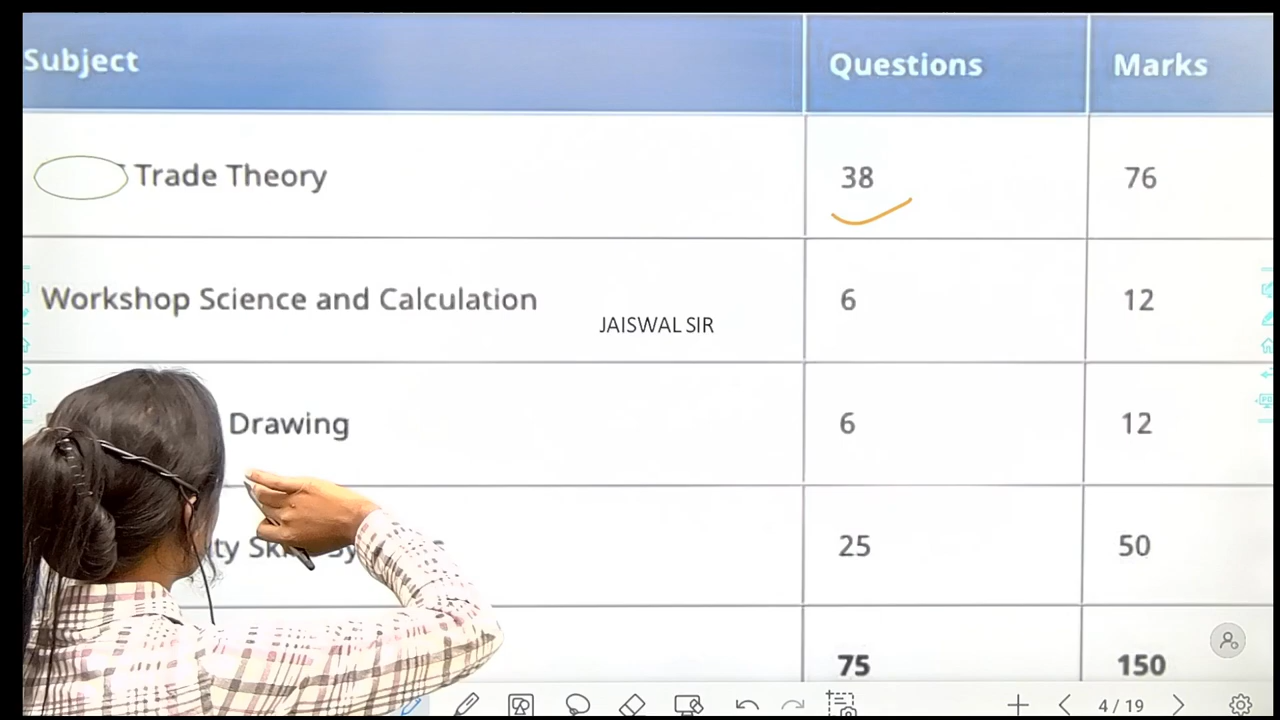 Subject Questions Marks
Trade Theory 38 76
Workshop Science and Calculation 6 12
JAISWAL SIR
Drawing 6 12
25 50
75 150
4 / 19